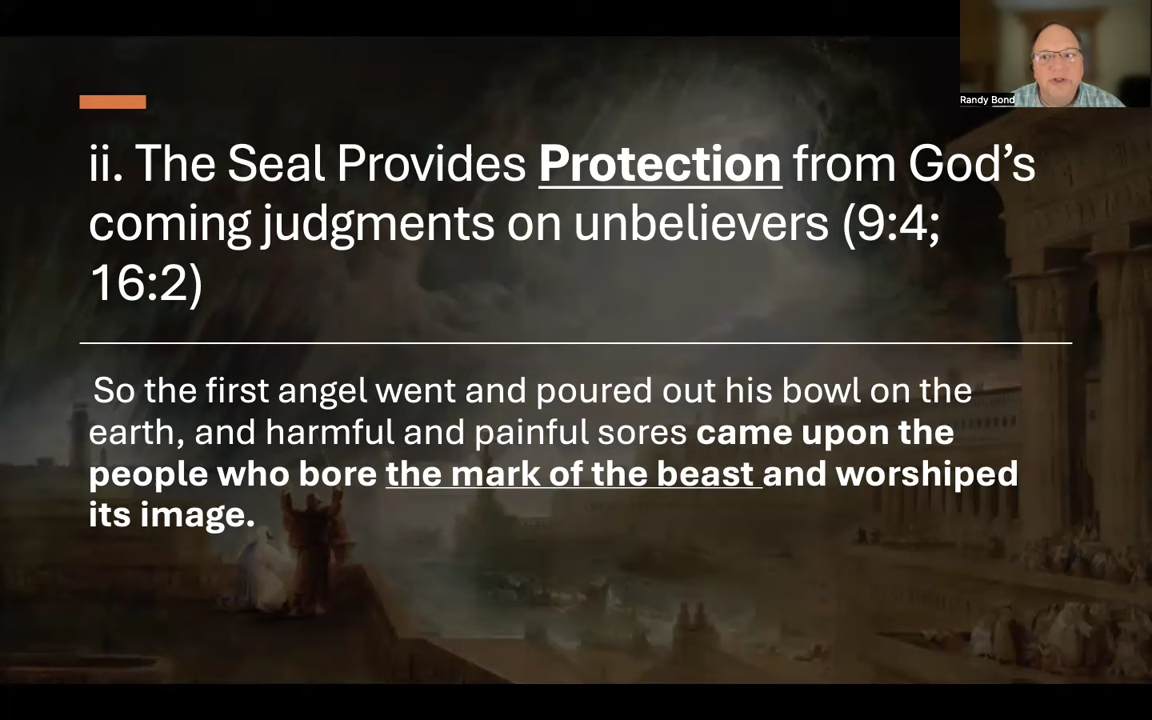 Randy Bond
ii. The Seal Provides Protection from God’s
coming judgments on unbelievers (9:4;
16:2)
So the first angel went and poured out his bowl on the
earth, and harmful and painful sores came upon the
people who bore the mark of the beast and worshiped
its image.